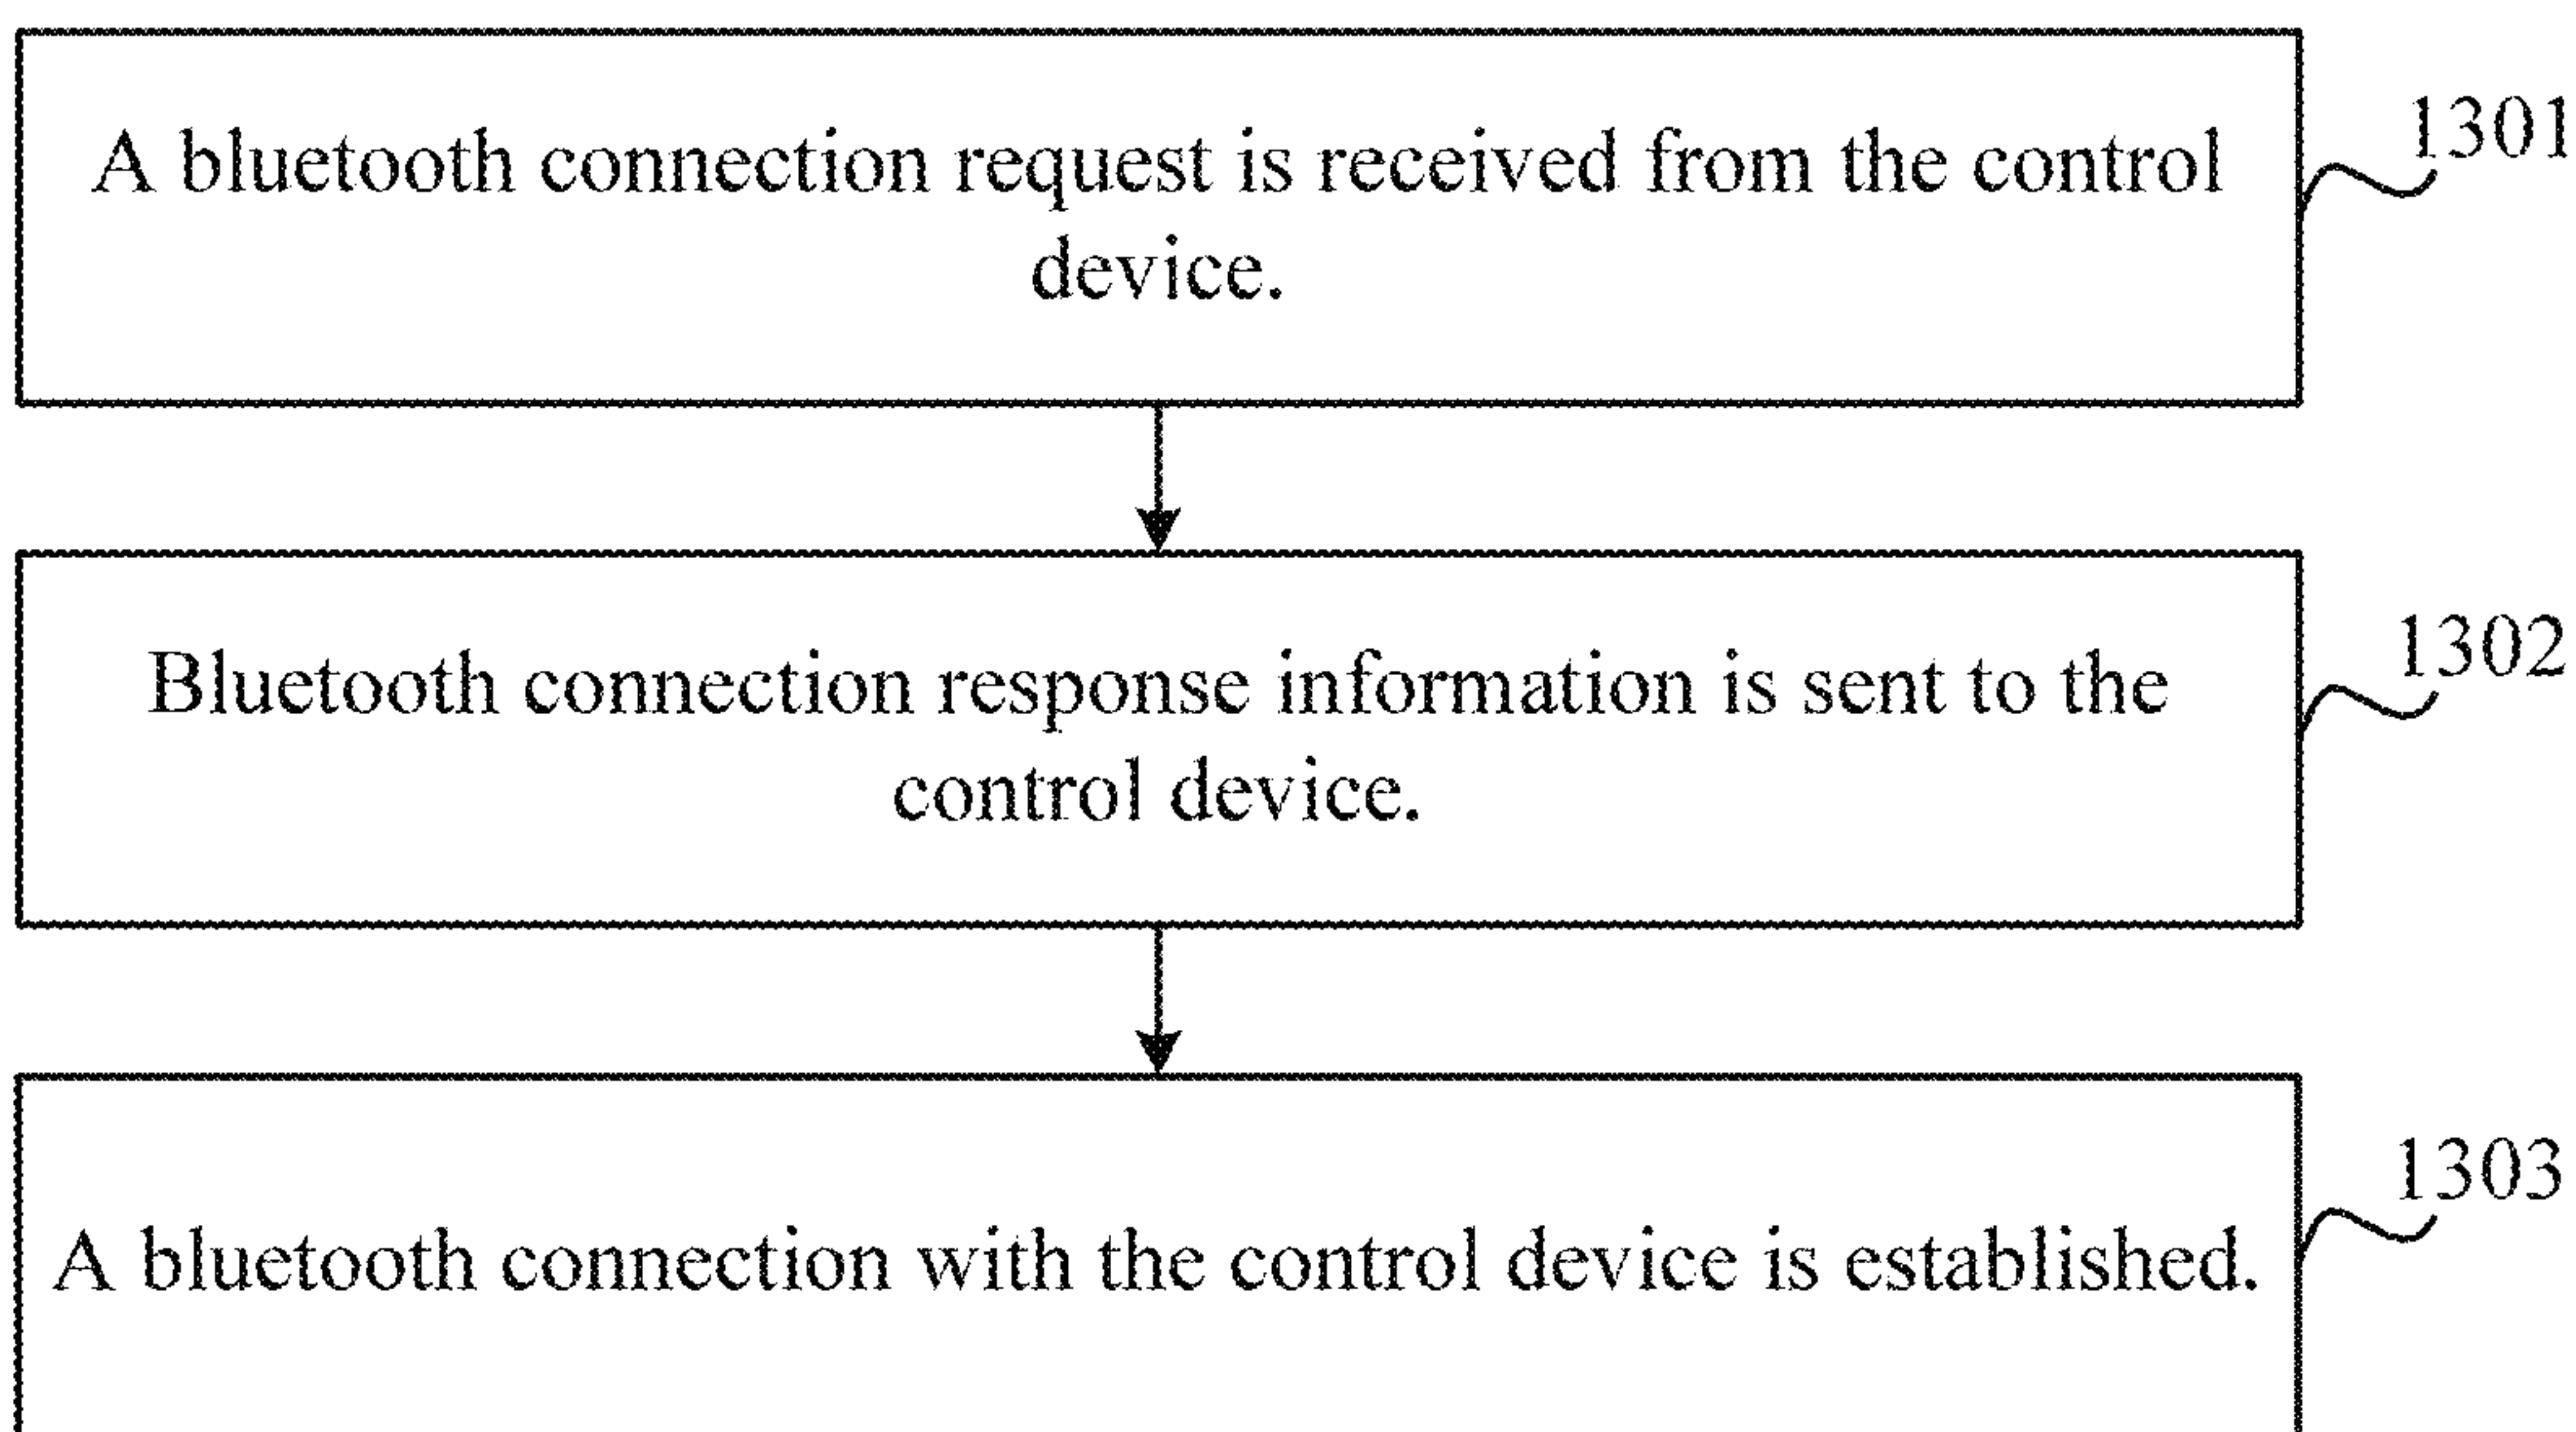 A bluetooth connection request is received from the control
device.
1301
Bluetooth connection response information is sent to the
control device.
1302
A bluetooth connection with the control device is established.
1303